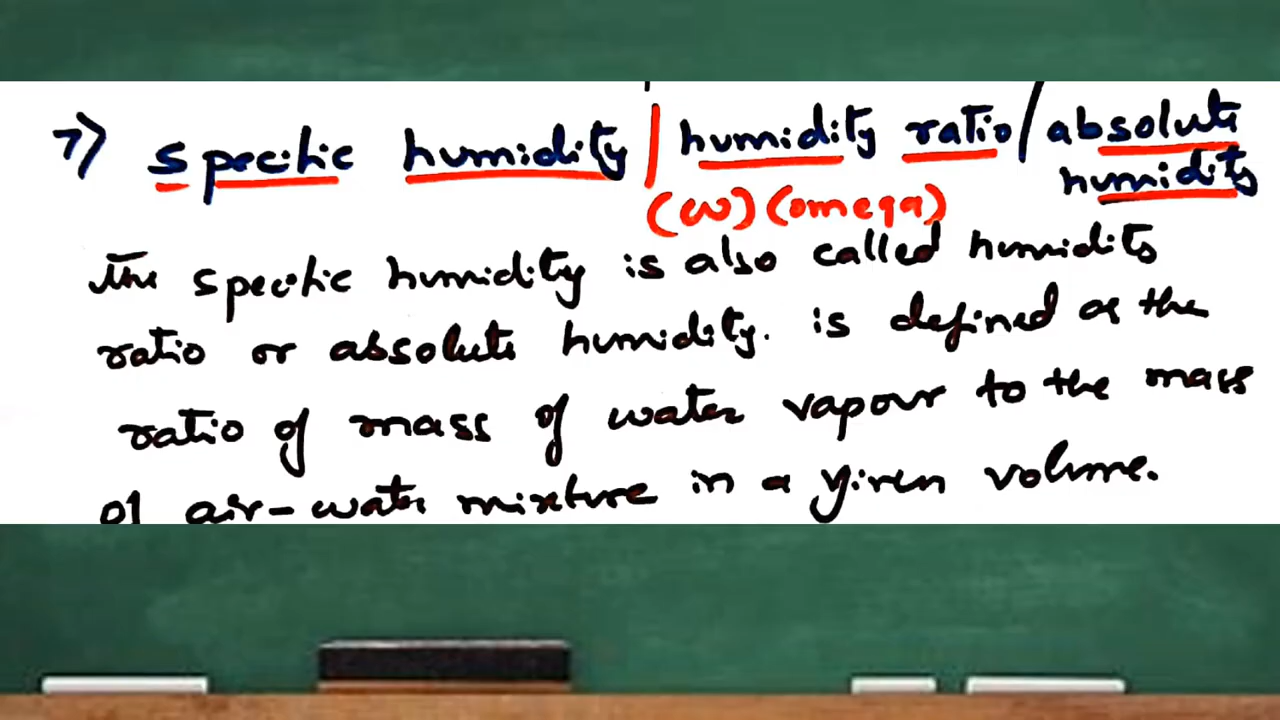 7) specific humidity | humidity ratio / absolute
humidity
(ω) (omega)
The specific humidity is also called humidity
ratio or absolute humidity. is defined as the
ratio of mass of water vapour to the mass
of air-water mixture in a given volume.